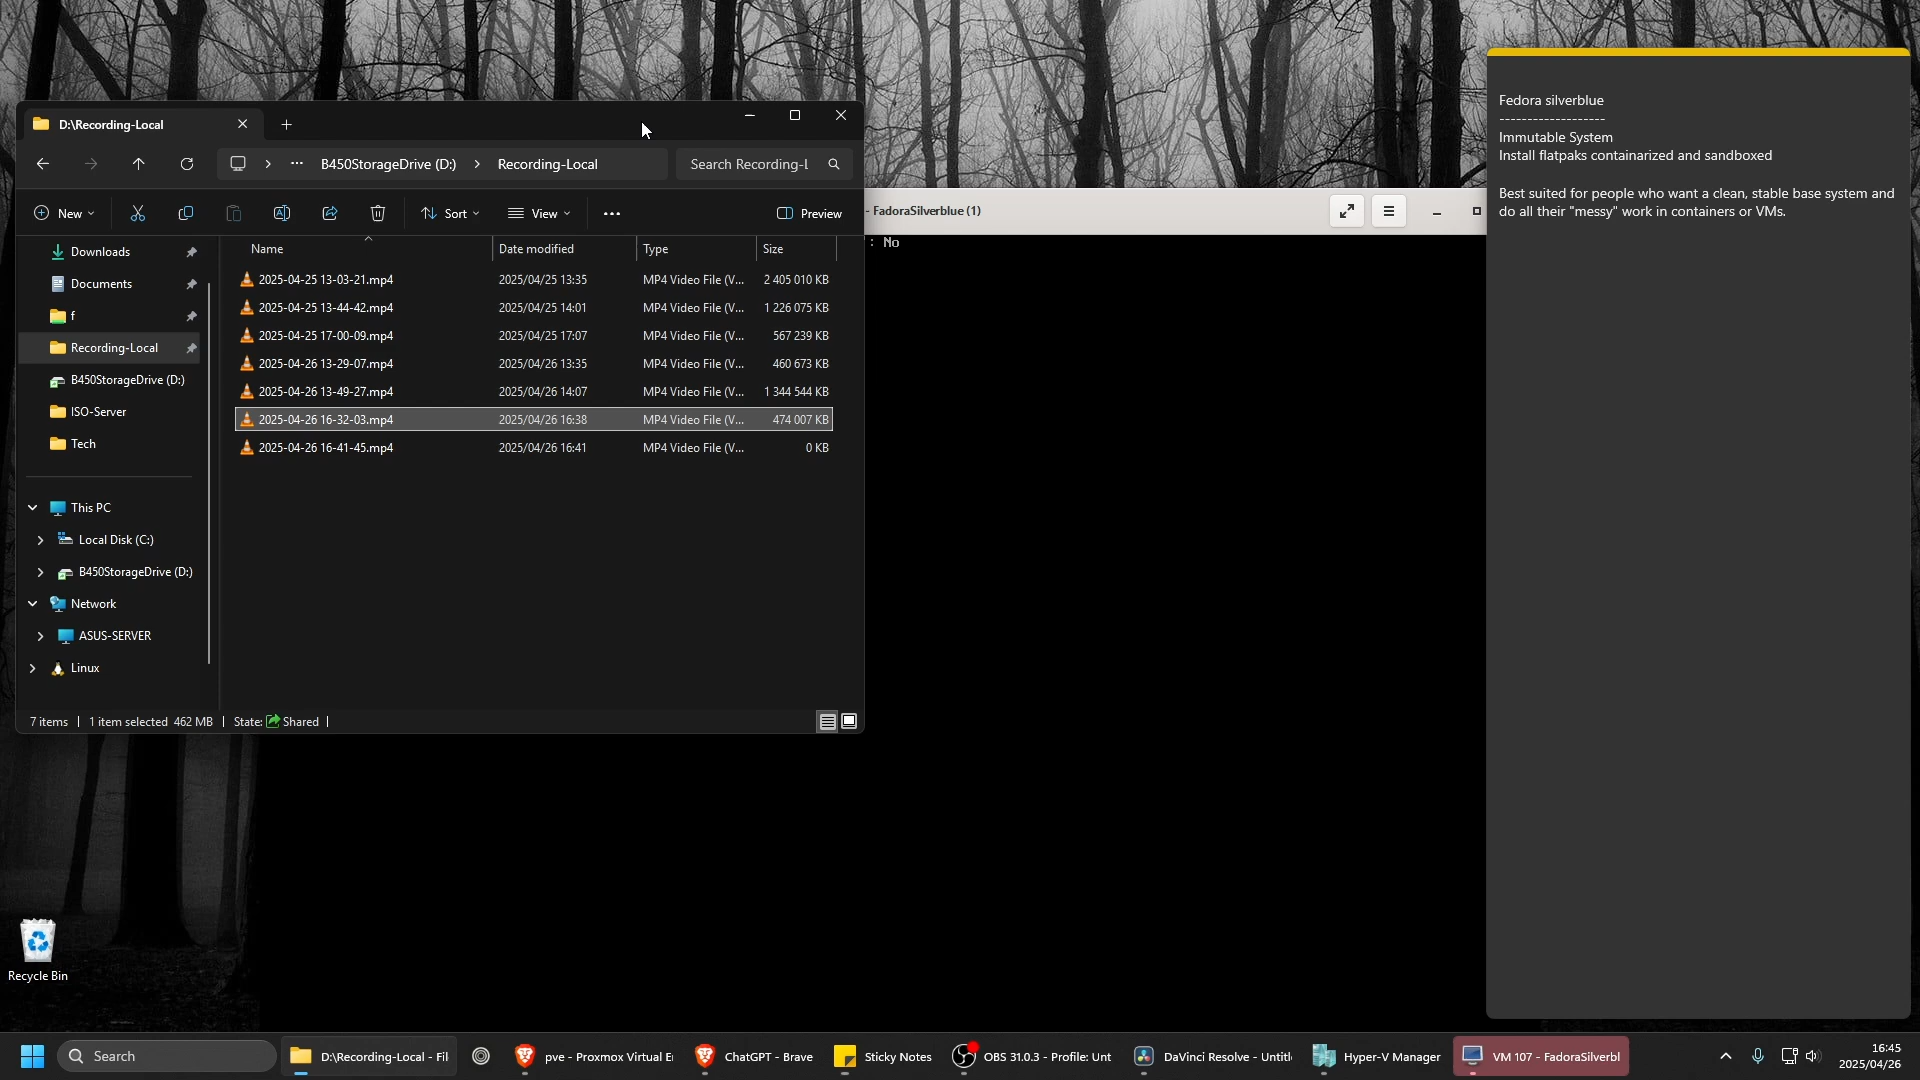 D:\Recording-Local
B450StorageDrive (D:)
Recording-Local
Search Recording-L
New
Sort
View
Preview
Name
Date modified
Type
Size
2025-04-25 13-03-21.mp4 2025/04/25 13:35 MP4 Video File (V... 2 405 010 KB
2025-04-25 13-44-42.mp4 2025/04/25 14:01 MP4 Video File (V... 1 226 075 KB
2025-04-25 17-00-09.mp4 2025/04/25 17:07 MP4 Video File (V... 567 239 KB
2025-04-26 13-29-07.mp4 2025/04/26 13:35 MP4 Video File (V... 460 673 KB
2025-04-26 13-49-27.mp4 2025/04/26 14:07 MP4 Video File (V... 1 344 544 KB
2025-04-26 16-32-03.mp4 2025/04/26 16:38 MP4 Video File (V... 474 007 KB
2025-04-26 16-41-45.mp4 2025/04/26 16:41 MP4 Video File (V... 0 KB
Downloads
Documents
f
Recording-Local
B450StorageDrive (D:)
ISO-Server
Tech
This PC
Local Disk (C:)
B450StorageDrive (D:)
Network
ASUS-SERVER
Linux
7 items
1 item selected 462 MB
State: Shared
- FadoraSilverblue (1)
: No
Fedora silverblue
-------------------
Immutable System
Install flatpaks containarized and sandboxed
Best suited for people who want a clean, stable base system and
do all their "messy" work in containers or VMs.
Recycle Bin
Search
D:\Recording-Local - Fil
pve - Proxmox Virtual E
ChatGPT - Brave
Sticky Notes
OBS 31.0.3 - Profile: Unt
DaVinci Resolve - Untitl
Hyper-V Manager
VM 107 - FadoraSilverbl
16:45
2025/04/26